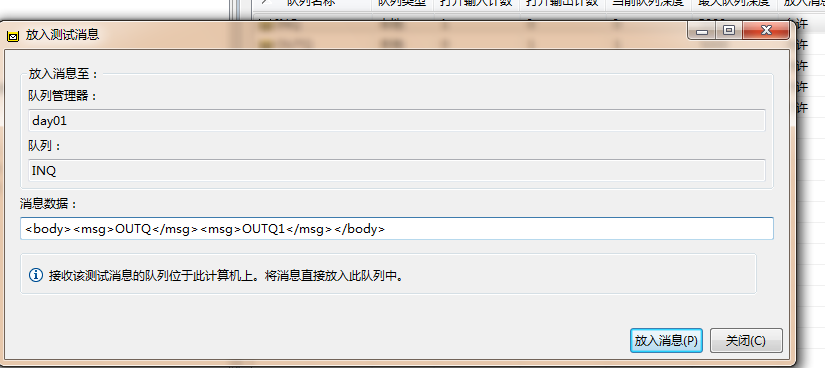 队列名称 队列类型 打开输入计数 打开输出计数 当前队列深度 最大队列深度 放入消息
放入测试消息
放入消息至：
队列管理器：
day01
队列：
INQ
消息数据：
<body><msg>OUTQ</msg><msg>OUTQ1</msg></body>
接收该测试消息的队列位于此计算机上。将消息直接放入此队列中。
放入消息(P) 关闭(C)